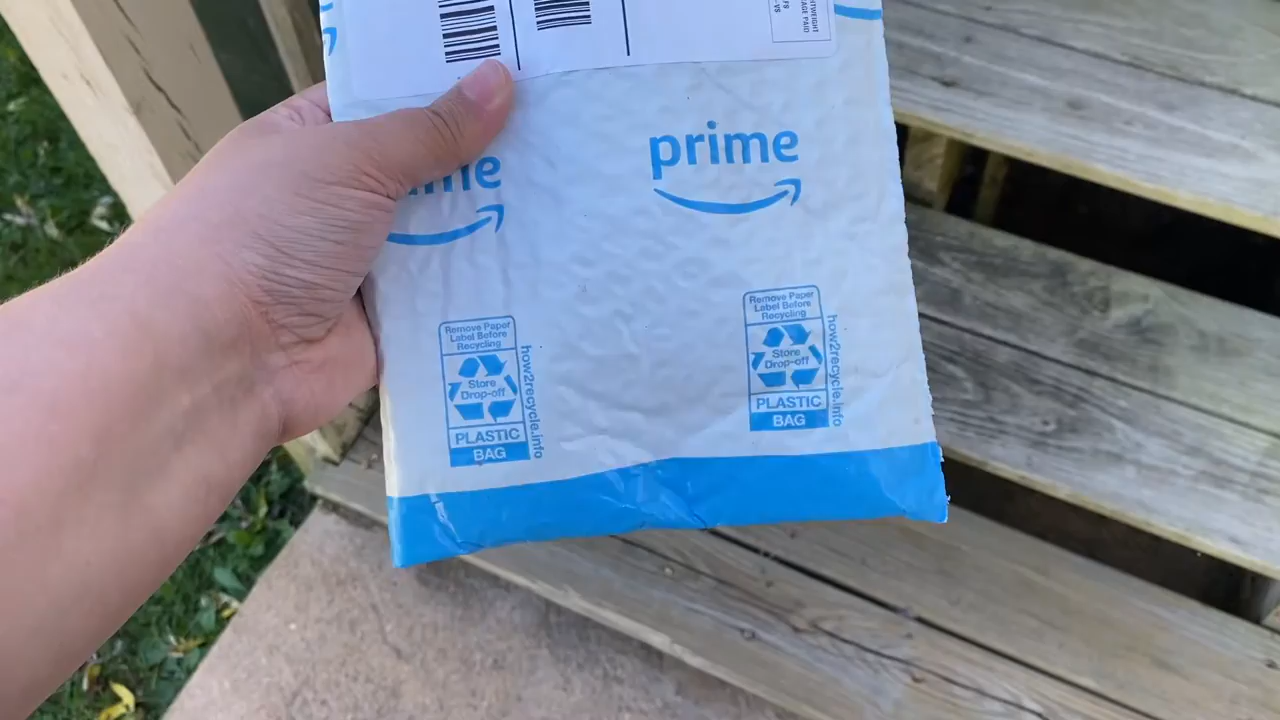 prime
Remove Paper
Label Before
Recycling
Store
Drop-off
PLASTIC
BAG
how2recycle.info
Remove Paper
Label Before
Recycling
Store
Drop-off
PLASTIC
BAG
how2recycle.info